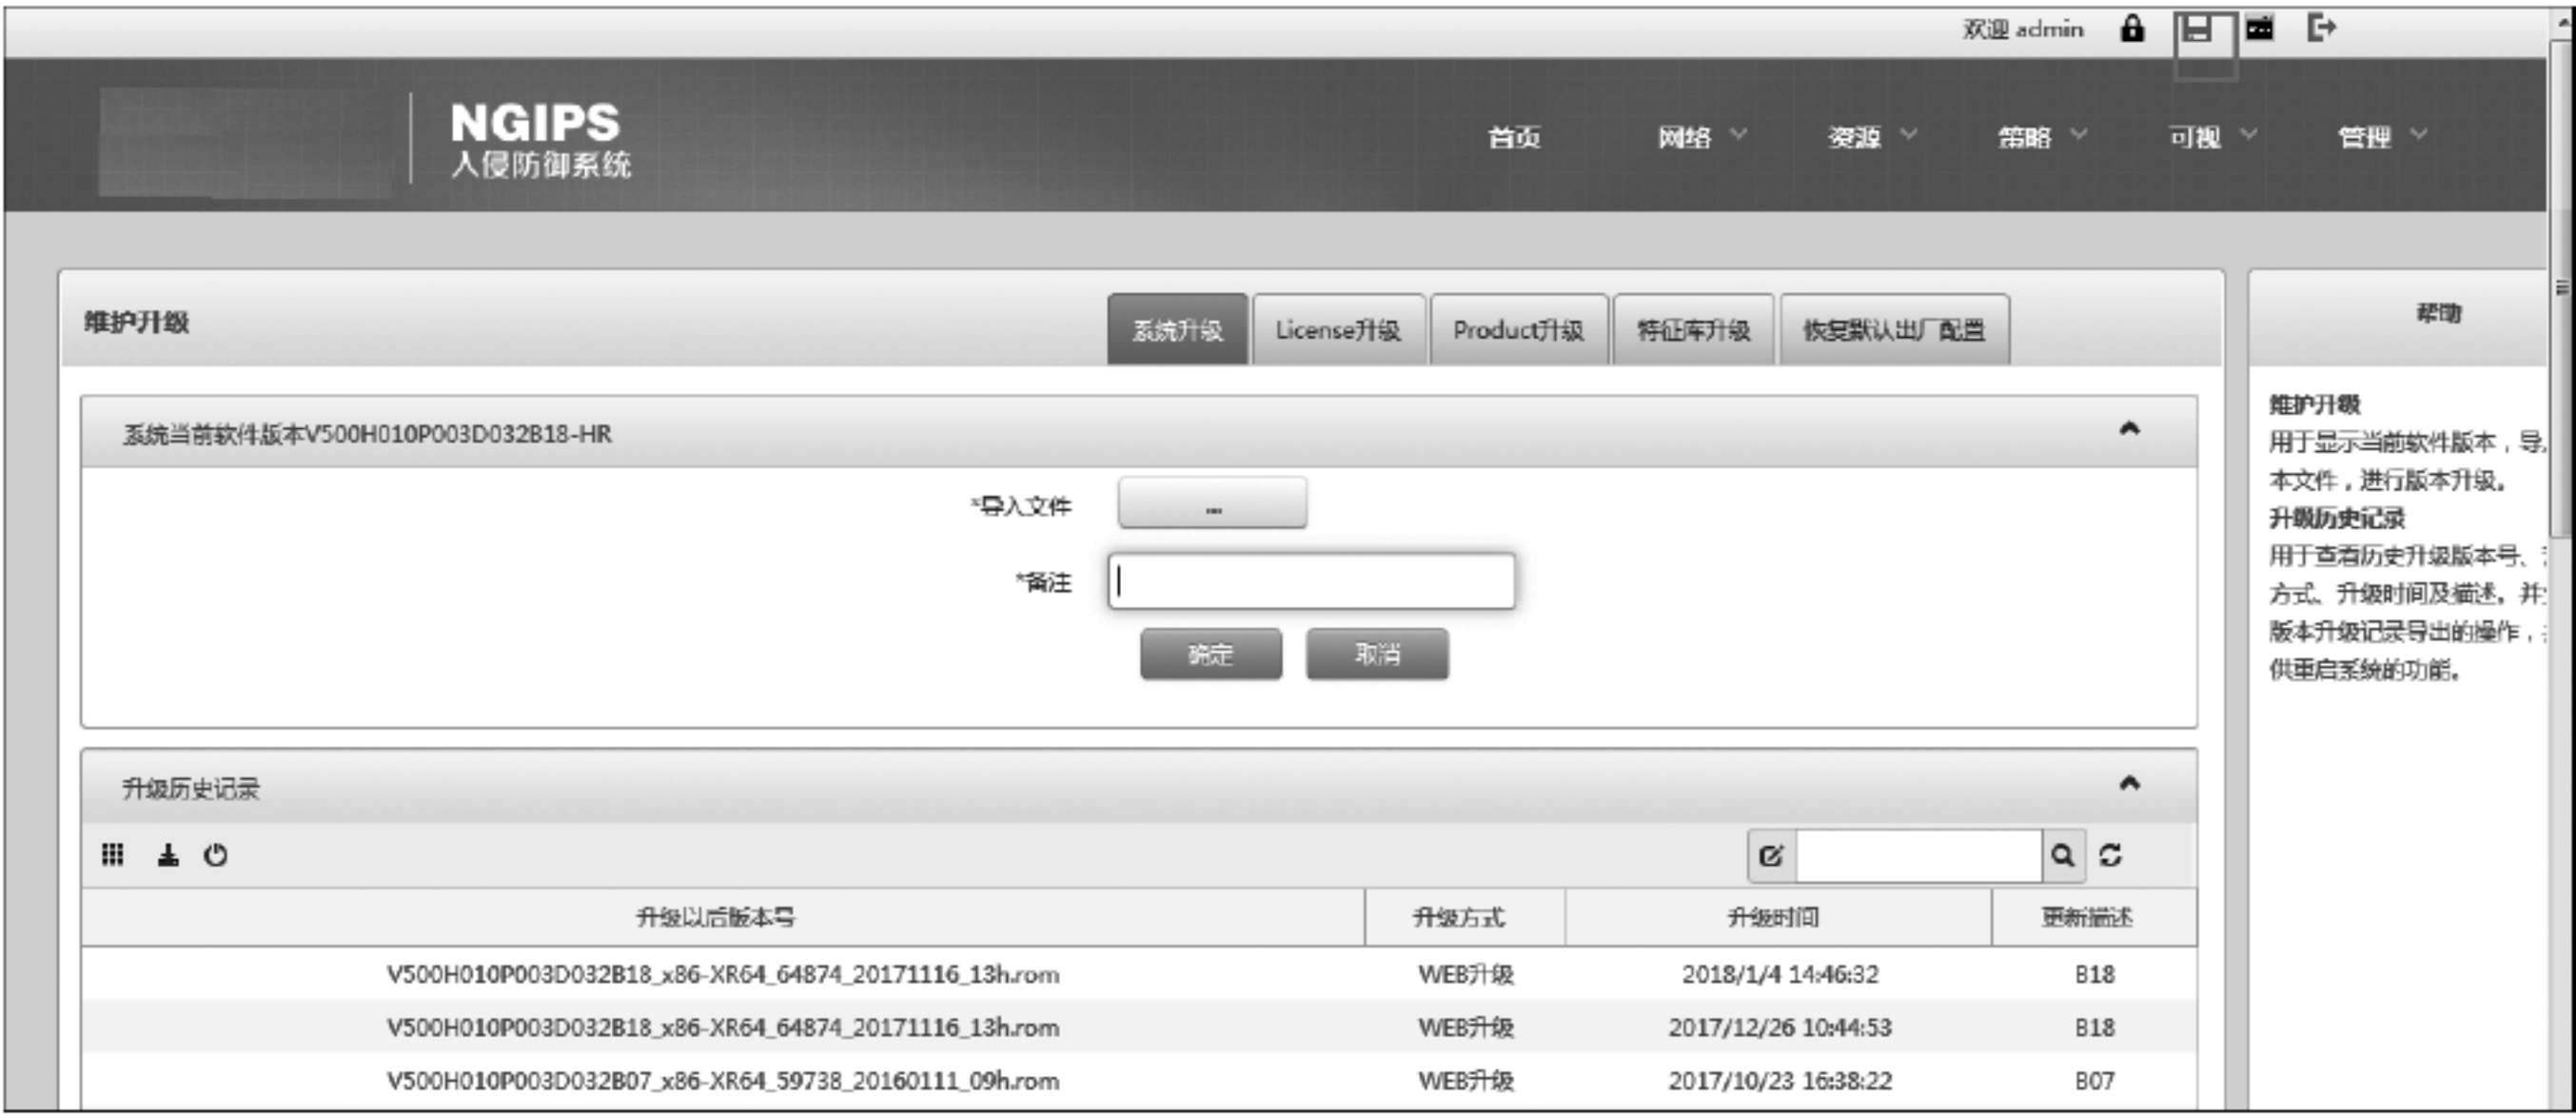 欢迎 admin
NGIPS
入侵防御系统
首页 网络 资源 策略 可视 管理
维护升级
系统升级 License升级 Product升级 特征库升级 恢复默认出厂配置
帮助
系统当前软件版本V500H010P003D032B18-HR
*导入文件 ...
*备注
确定 取消
维护升级
用于显示当前软件版本，导
本文件，进行版本升级。
升级历史记录
用于查看历史升级版本号、
方式、升级时间及描述。并
版本升级记录导出的操作，
供重启系统的功能。
升级历史记录
升级以后版本号 升级方式 升级时间 更新描述
V500H010P003D032B18_x86-XR64_64874_20171116_13h.rom WEB升级 2018/1/4 14:46:32 B18
V500H010P003D032B18_x86-XR64_64874_20171116_13h.rom WEB升级 2017/12/26 10:44:53 B18
V500H010P003D032B07_x86-XR64_59738_20160111_09h.rom WEB升级 2017/10/23 16:38:22 B07